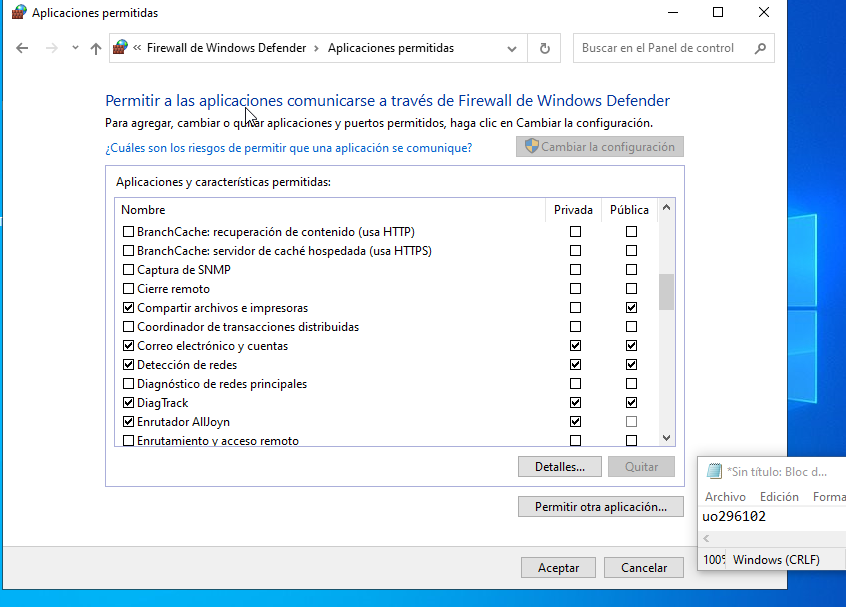 Aplicaciones permitidas
« Firewall de Windows Defender › Aplicaciones permitidas
Buscar en el Panel de control
Permitir a las aplicaciones comunicarse a través de Firewall de Windows Defender
Para agregar, cambiar o quitar aplicaciones y puertos permitidos, haga clic en Cambiar la configuración.
¿Cuáles son los riesgos de permitir que una aplicación se comunique?
Cambiar la configuración
Aplicaciones y características permitidas:
Nombre Privada Pública
BranchCache: recuperación de contenido (usa HTTP)
BranchCache: servidor de caché hospedada (usa HTTPS)
Captura de SNMP
Cierre remoto
Compartir archivos e impresoras
Coordinador de transacciones distribuidas
Correo electrónico y cuentas
Detección de redes
Diagnóstico de redes principales
DiagTrack
Enrutador AllJoyn
Enrutamiento y acceso remoto
Detalles... Quitar
Permitir otra aplicación...
Aceptar Cancelar
*Sin título: Bloc d...
Archivo Edición Forma
uo296102
100% Windows (CRLF)